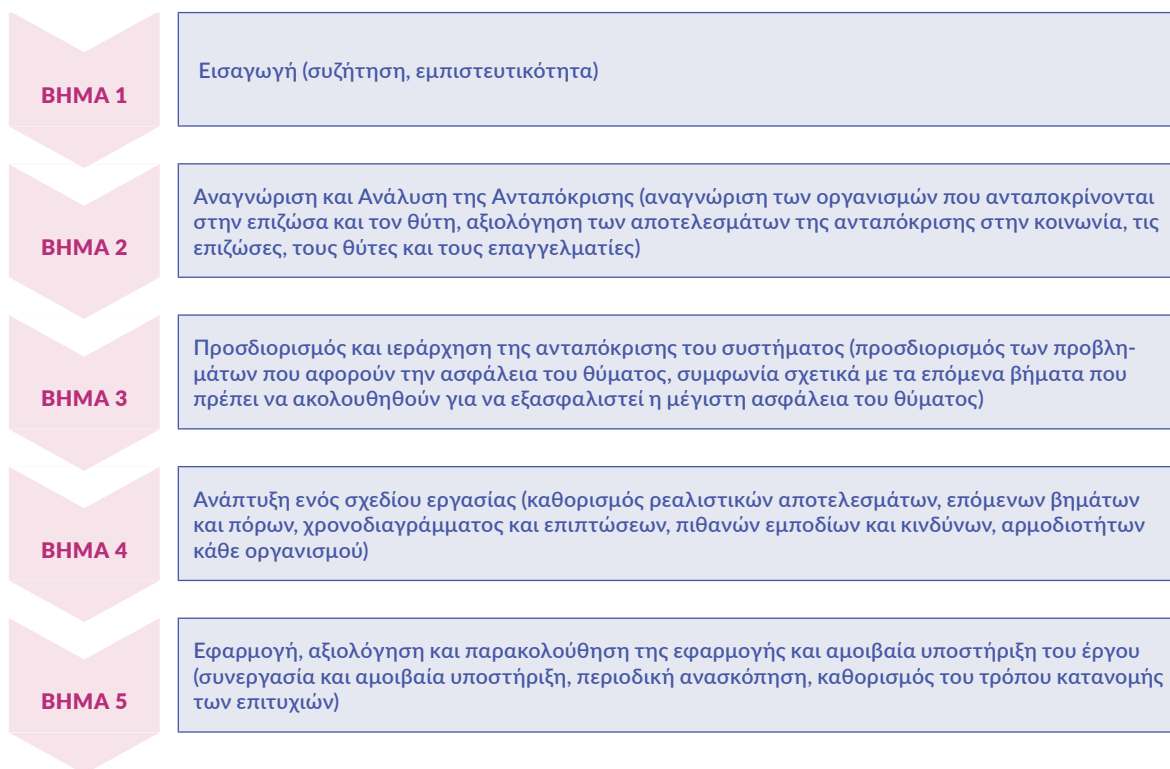 ΒΗΜΑ 1
Εισαγωγή (συζήτηση, εμπιστευτικότητα)
ΒΗΜΑ 2
Αναγνώριση και Ανάλυση της Ανταπόκρισης (αναγνώριση των οργανισμών που ανταποκρίνονται
στην επιζώσα και τον θύτη, αξιολόγηση των αποτελεσμάτων της ανταπόκρισης στην κοινωνία, τις
επιζώσες, τους θύτες και τους επαγγελματίες)
ΒΗΜΑ 3
Προσδιορισμός και ιεράρχηση της ανταπόκρισης του συστήματος (προσδιορισμός των προβλη-
μάτων που αφορούν την ασφάλεια του θύματος, συμφωνία σχετικά με τα επόμενα βήματα που
πρέπει να ακολουθηθούν για να εξασφαλιστεί η μέγιστη ασφάλεια του θύματος)
ΒΗΜΑ 4
Ανάπτυξη ενός σχεδίου εργασίας (καθορισμός ρεαλιστικών αποτελεσμάτων, επόμενων βημάτων
και πόρων, χρονοδιαγράμματος και επιπτώσεων, πιθανών εμποδίων και κινδύνων, αρμοδιοτήτων
κάθε οργανισμού)
ΒΗΜΑ 5
Εφαρμογή, αξιολόγηση και παρακολούθηση της εφαρμογής και αμοιβαία υποστήριξη του έργου
(συνεργασία και αμοιβαία υποστήριξη, περιοδική ανασκόπηση, καθορισμός του τρόπου κατανομής
των επιτυχιών)